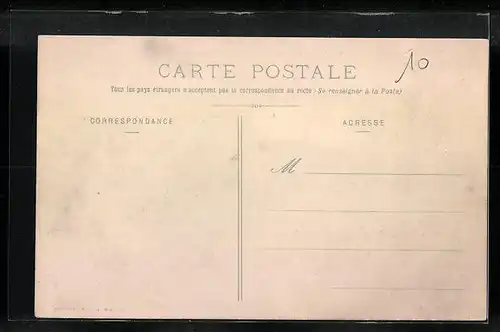 CARTE POSTALE
10
Tous les pays étrangers n'acceptent pas la correspondance au recto (Se renseigner à la Poste)
CORRESPONDANCE
ADRESSE
M